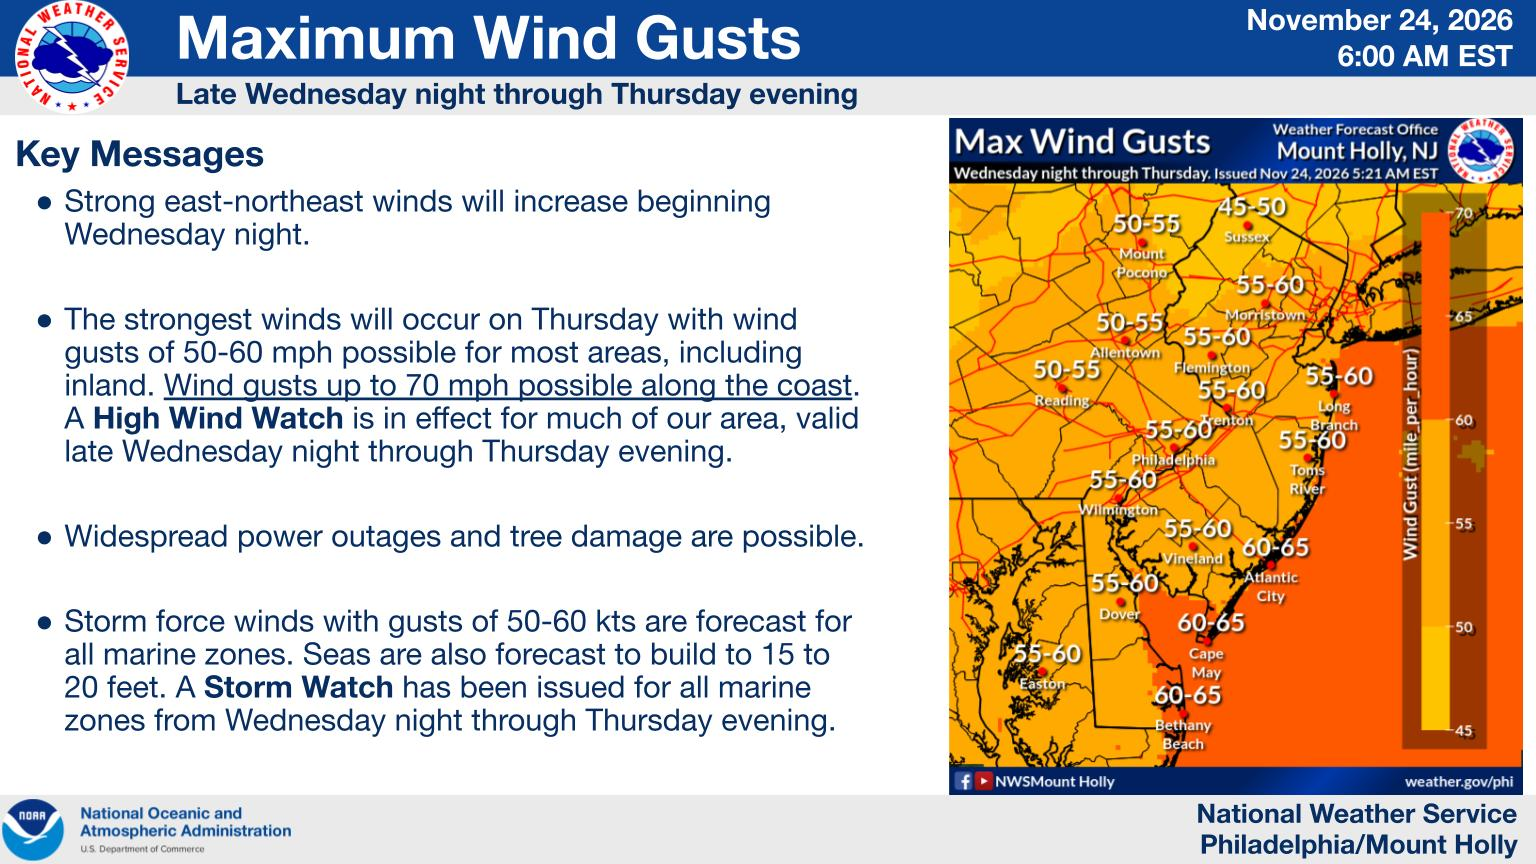 NATIONAL WEATHER SERVICE
Maximum Wind Gusts
November 24, 2026
6:00 AM EST
Late Wednesday night through Thursday evening
Key Messages
● Strong east-northeast winds will increase beginning
Wednesday night.
● The strongest winds will occur on Thursday with wind
gusts of 50-60 mph possible for most areas, including
inland. Wind gusts up to 70 mph possible along the coast.
A High Wind Watch is in effect for much of our area, valid
late Wednesday night through Thursday evening.
● Widespread power outages and tree damage are possible.
● Storm force winds with gusts of 50-60 kts are forecast for
all marine zones. Seas are also forecast to build to 15 to
20 feet. A Storm Watch has been issued for all marine
zones from Wednesday night through Thursday evening.
Max Wind Gusts
Weather Forecast Office
Mount Holly, NJ
NATIONAL WEATHER SERVICE
Wednesday night through Thursday. Issued Nov 24, 2026 5:21 AM EST
45-50
Sussex
50-55
Mount
Pocono
55-60
Morristown
50-55
Allentown
55-60
Flemington
50-55
Reading
55-60
Trenton
55-60
Long
Branch
55-60
Philadelphia
55-60
Toms
River
55-60
Wilmington
55-60
Vineland
60-65
Atlantic
City
55-60
Dover
60-65
Cape
May
55-60
Easton
60-65
Bethany
Beach
Wind Gust (mile_per_hour)
70
65
60
55
50
45
NWSMount Holly
weather.gov/phi
NOAA
National Oceanic and
Atmospheric Administration
U.S. Department of Commerce
National Weather Service
Philadelphia/Mount Holly